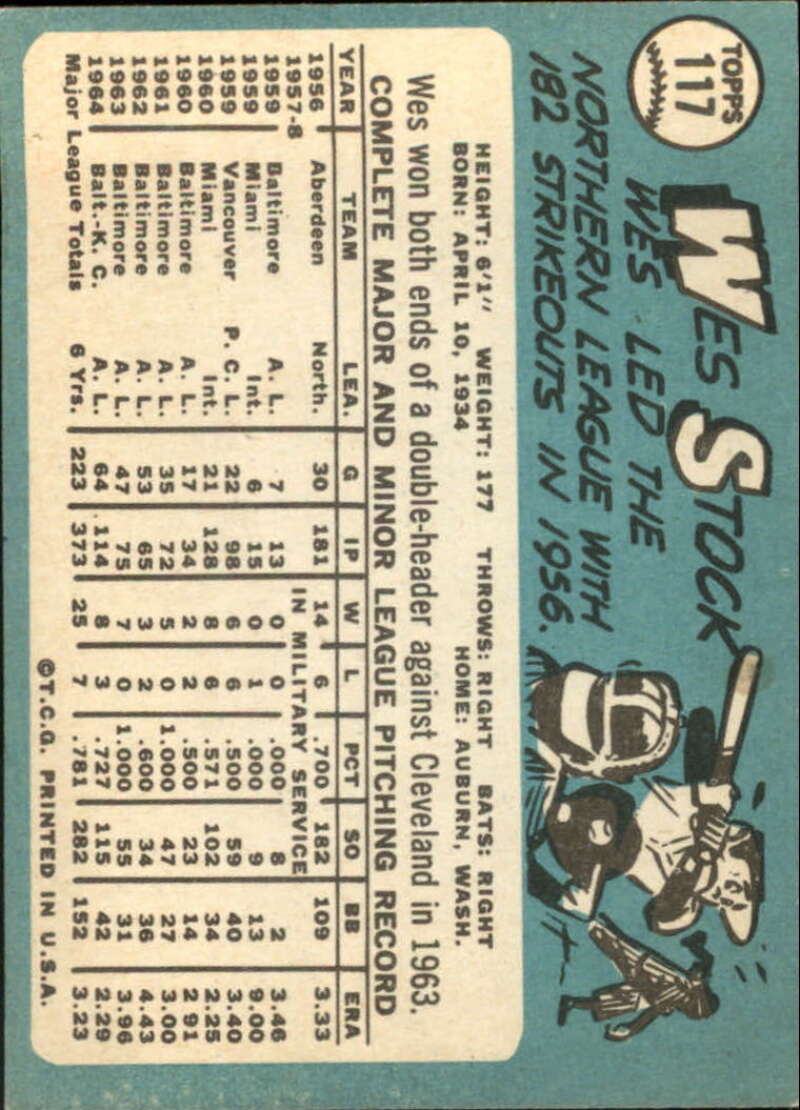 TOPPS
117
WES STOCK
WES LED THE
NORTHERN LEAGUE WITH
182 STRIKEOUTS IN 1956.
HEIGHT: 6'1" WEIGHT: 177 THROWS: RIGHT BATS: RIGHT
BORN: APRIL 10, 1934 HOME: AUBURN, WASH.
Wes won both ends of a double-header against Cleveland in 1963.
COMPLETE MAJOR AND MINOR LEAGUE PITCHING RECORD
YEAR TEAM LEA. G IP W L PCT SO BB ERA
1956 Aberdeen North. 30 181 14 6 .700 182 109 3.33
1957-8 IN MILITARY SERVICE
1959 Baltimore A. L. 7 13 0 0 .000 8 2 3.46
1959 Miami Int. 6 15 0 1 .000 9 13 9.00
1959 Vancouver P. C. L. 22 98 6 6 .500 59 40 3.40
1960 Miami Int. 21 128 8 6 .571 102 34 2.25
1960 Baltimore A. L. 17 34 2 2 .500 23 14 2.91
1961 Baltimore A. L. 35 72 5 0 1.000 47 27 3.00
1962 Baltimore A. L. 53 65 3 2 .600 34 36 4.43
1963 Baltimore A. L. 47 75 7 0 1.000 55 31 3.96
1964 Balt.-K. C. A. L. 64 114 8 3 .727 115 42 2.29
Major League Totals 6 Yrs. 223 373 25 7 .781 282 152 3.23
©T.C.G. PRINTED IN U.S.A.